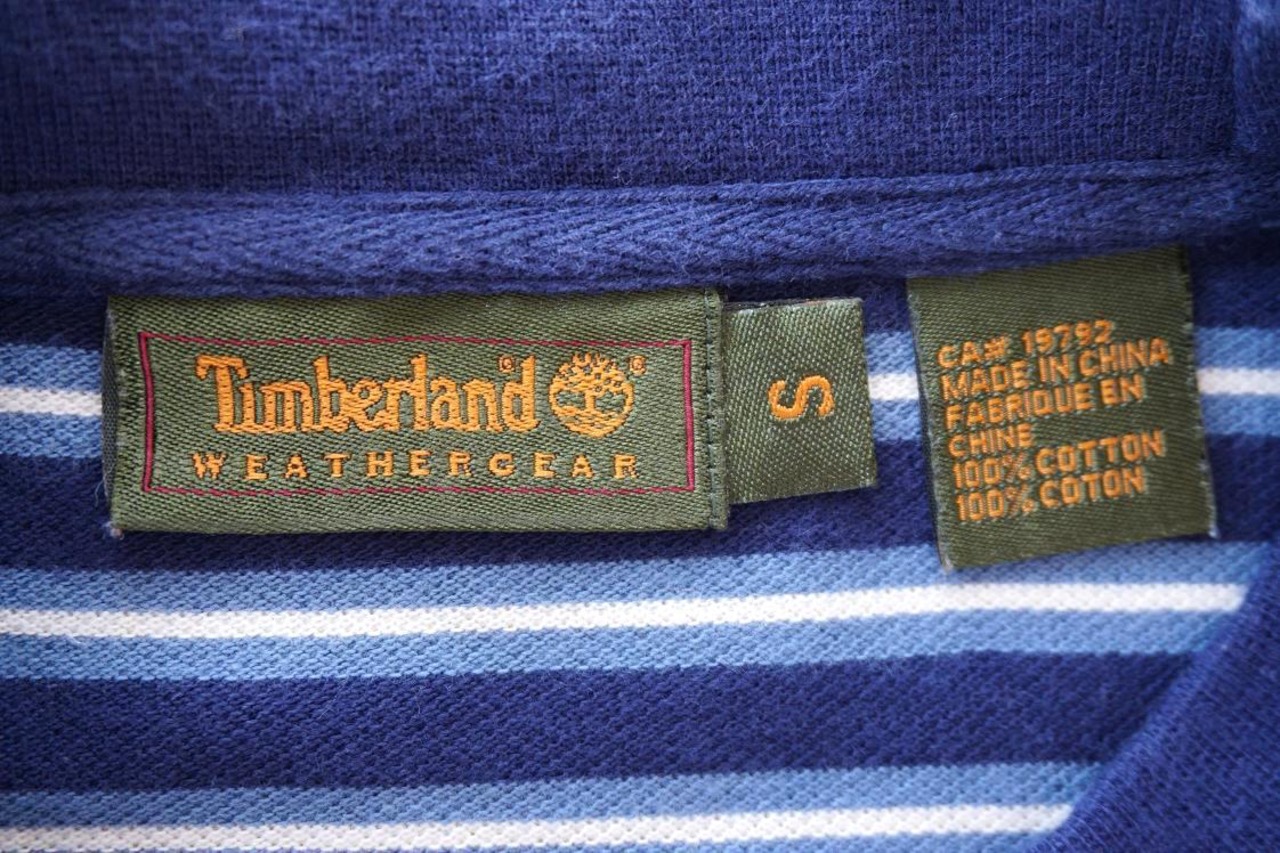 Timberland®
®
WEATHERGEAR
S
CA# 19792
MADE IN CHINA
FABRIQUE EN
CHINE
100% COTTON
100% COTON